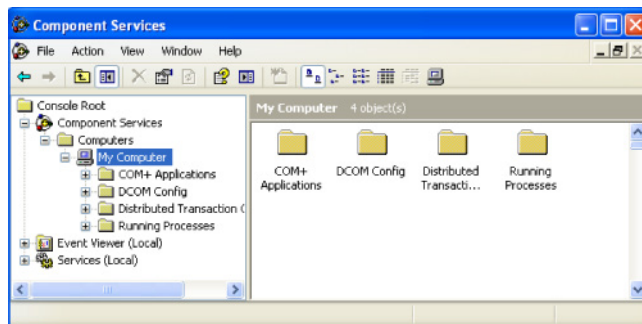 Component Services
File Action View Window Help
Console Root
Component Services
Computers
My Computer
COM+ Applications
DCOM Config
Distributed Transaction C
Running Processes
Event Viewer (Local)
Services (Local)
My Computer 4 object(s)
COM+ Applications
DCOM Config
Distributed Transacti...
Running Processes